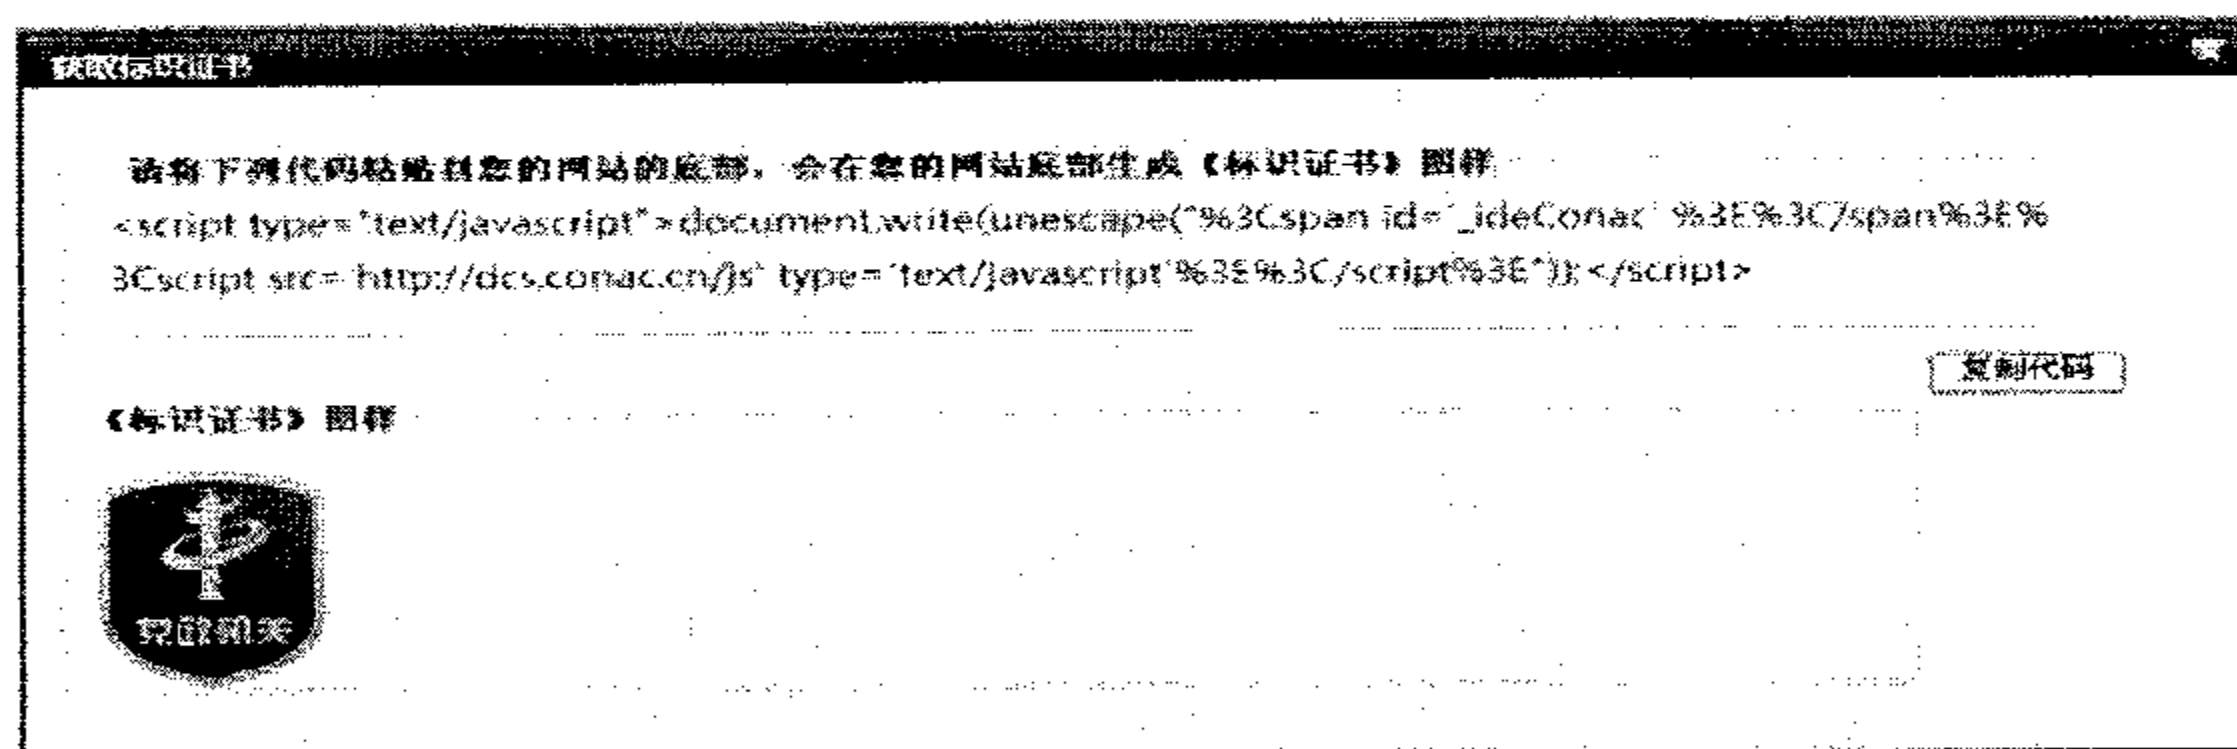 获取标识证书
请将下列代码粘贴到您的网站的底部，会在您的网站底部生成《标识证书》图样
<script type="text/javascript">document.write(unescape("%3Cspan id='_ideConac' %3E%3C/span%3E%
3Cscript src='http://dcs.conac.cn/js' type='text/javascript'%3E%3C/script%3E"));</script>
复制代码
《标识证书》图样
党政机关